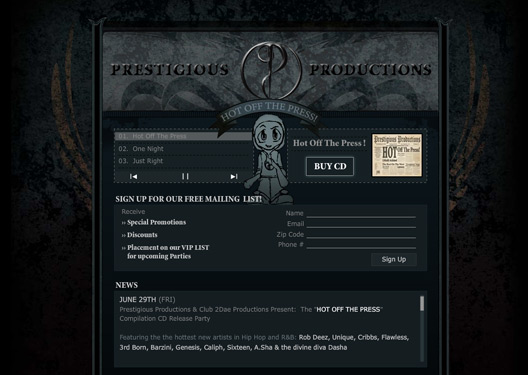 PRESTIGIOUS PRODUCTIONS
HOT OFF THE PRESS!
01. Hot Off The Press
02. One Night
03. Just Right
Hot Off The Press !
BUY CD
Prestigious Productions
HOT
Off The Press
SIGN UP FOR OUR FREE MAILING LIST!
Receive
›› Special Promotions
›› Discounts
›› Placement on our VIP LIST
for upcoming Parties
Name
Email
Zip Code
Phone #
Sign Up
NEWS
JUNE 29TH (FRI)
Prestigious Productions & Club 2Dae Productions Present: The "HOT OFF THE PRESS"
Compilation CD Release Party
Featuring the the hottest new artists in Hip Hop and R&B: Rob Deez, Unique, Cribbs, Flawless,
3rd Born, Barzini, Genesis, Caliph, Sixteen, A.Sha & the divine diva Dasha